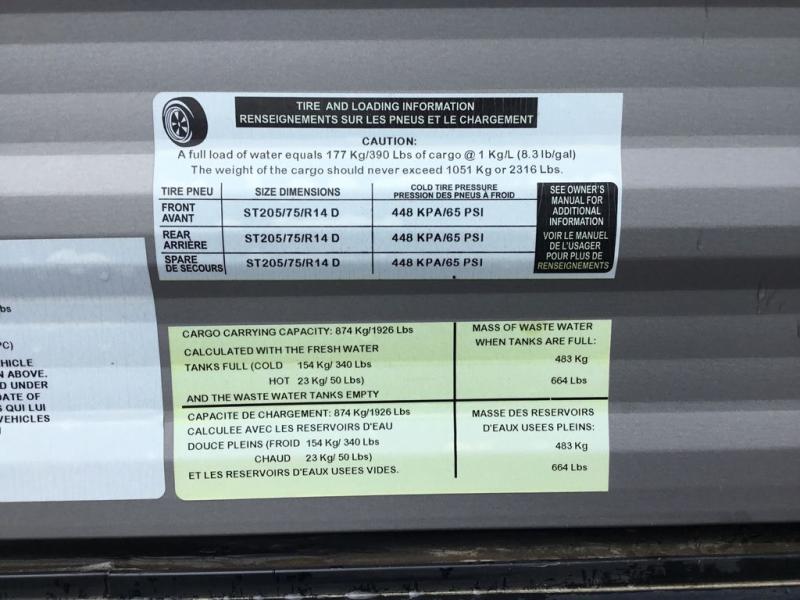 TIRE AND LOADING INFORMATION
RENSEIGNEMENTS SUR LES PNEUS ET LE CHARGEMENT
CAUTION:
A full load of water equals 177 Kg/390 Lbs of cargo @ 1 Kg/L (8.3 lb/gal)
The weight of the cargo should never exceed 1051 Kg or 2316 Lbs.
TIRE PNEU SIZE DIMENSIONS COLD TIRE PRESSURE
PRESSION DES PNEUS À FROID
FRONT
AVANT ST205/75/R14 D 448 KPA/65 PSI
REAR
ARRIÈRE ST205/75/R14 D 448 KPA/65 PSI
SPARE
DE SECOURS ST205/75/R14 D 448 KPA/65 PSI
SEE OWNER'S
MANUAL FOR
ADDITIONAL
INFORMATION
VOIR LE MANUEL
DE L'USAGER
POUR PLUS DE
RENSEIGNEMENTS
bs
PC)
HICLE
N ABOVE.
D UNDER
DATE OF
S QUI LUI
VEHICLES
CARGO CARRYING CAPACITY: 874 Kg/1926 Lbs
CALCULATED WITH THE FRESH WATER
TANKS FULL (COLD 154 Kg/ 340 Lbs
HOT 23 Kg/ 50 Lbs)
AND THE WASTE WATER TANKS EMPTY
MASS OF WASTE WATER
WHEN TANKS ARE FULL:
483 Kg
664 Lbs
CAPACITE DE CHARGEMENT: 874 Kg/1926 Lbs
CALCULEE AVEC LES RESERVOIRS D'EAU
DOUCE PLEINS (FROID 154 Kg/ 340 Lbs
CHAUD 23 Kg/ 50 Lbs)
ET LES RESERVOIRS D'EAUX USEES VIDES.
MASSE DES RESERVOIRS
D'EAUX USEES PLEINS:
483 Kg
664 Lbs